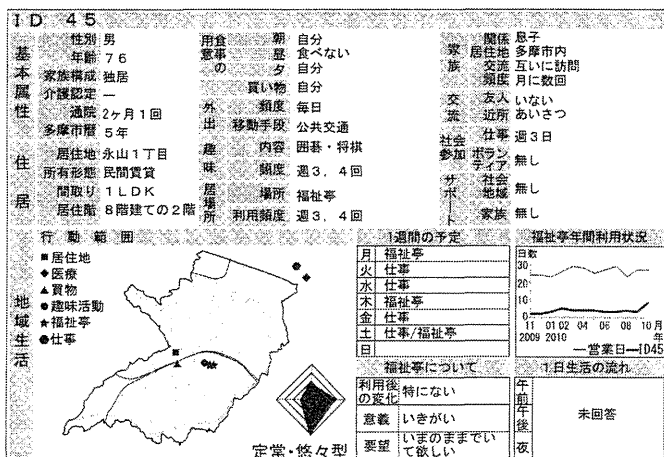 ID 45
基本属性
性別 男
年齢 76
家族構成 独居
介護認定 ―
通院 2ヶ月1回
多摩市暦 5年
住居
居住地 永山1丁目
所有形態 民間賃貸
間取り 1LDK
居住階 8階建ての2階
食事の用意
朝 自分
昼 食べない
夕 自分
買い物 自分
外出
頻度 毎日
移動手段 公共交通
趣味
内容 囲碁・将棋
頻度 週3,4回
居場所
場所 福祉亭
利用頻度 週3,4回
家族
関係 息子
居住地 多摩市内
交流 互いに訪問
頻度 月に数回
交流
友人 いない
近所 あいさつ
社会参加
仕事 週3日
ボランティア 無し
サポート
社会地域 無し
家族 無し
地域生活
行動範囲
■居住地
◆医療
▲買物
●趣味活動
★福祉亭
仕事
定常・悠々型
1週間の予定
月 福祉亭
火 仕事
水 仕事
木 福祉亭
金 仕事
土 仕事/福祉亭
日
福祉亭について
利用後の変化 特にない
意義 いきがい
要望 いまのままでいて欲しい
福祉亭年間利用状況
日数
30
20
10
0
11 01 02 04 06 08 10 月
2009 2010 年
―営業日―ID45
1日生活の流れ
午前
午後
夜
未回答